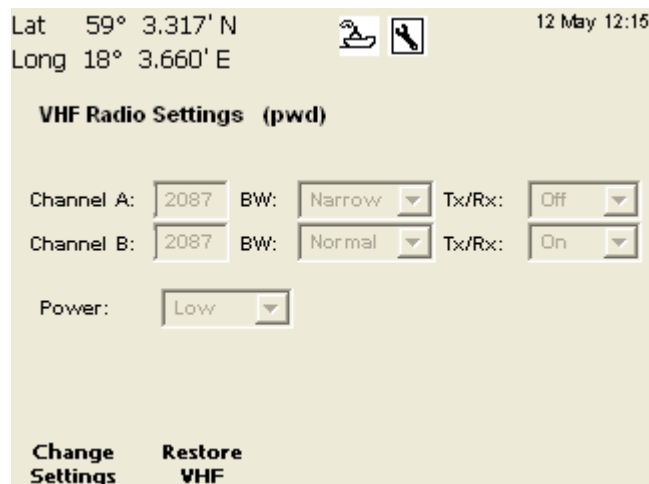 Lat 59° 3.317' N
12 May 12:15
Long 18° 3.660' E
VHF Radio Settings (pwd)
Channel A: 2087 BW: Narrow Tx/Rx: Off
Channel B: 2087 BW: Normal Tx/Rx: On
Power: Low
Change Settings
Restore VHF